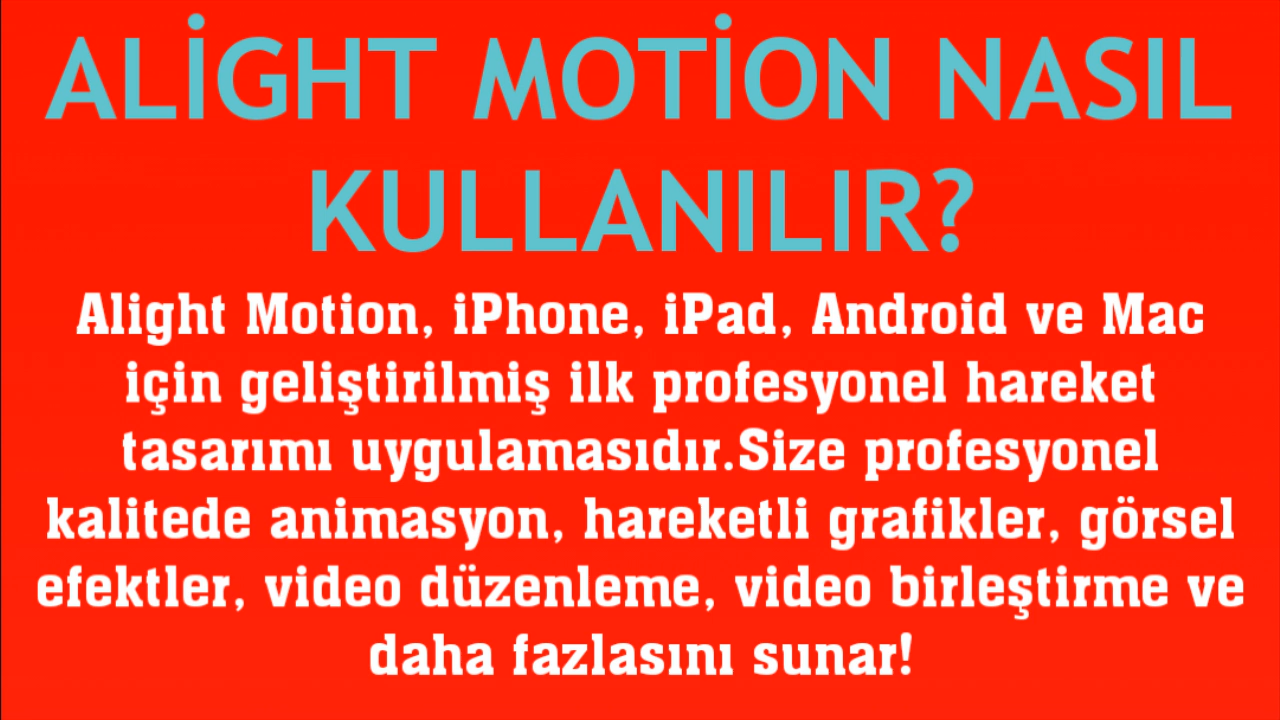 ALİGHT MOTİON NASIL
KULLANILIR?
Alight Motion, iPhone, iPad, Android ve Mac
için geliştirilmiş ilk profesyonel hareket
tasarımı uygulamasıdır.Size profesyonel
kalitede animasyon, hareketli grafikler, görsel
efektler, video düzenleme, video birleştirme ve
daha fazlasını sunar!